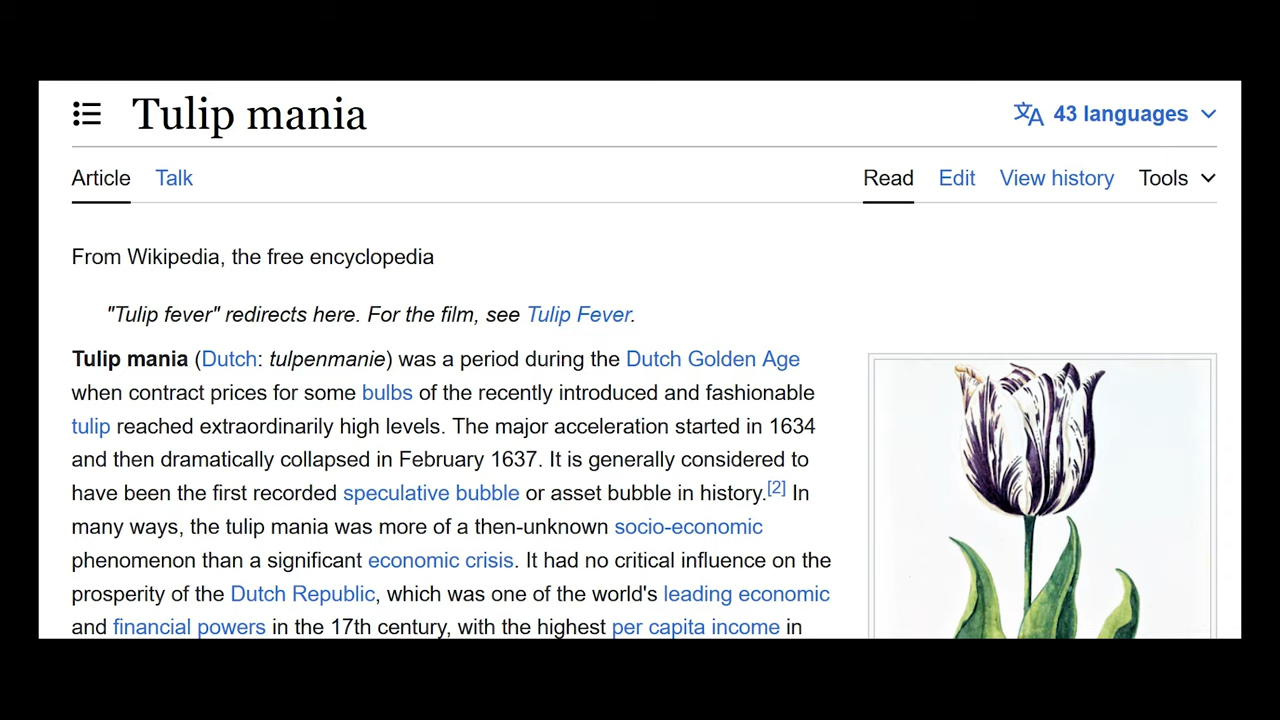 Tulip mania
43 languages
Article Talk Read Edit View history Tools
From Wikipedia, the free encyclopedia
"Tulip fever" redirects here. For the film, see Tulip Fever.
Tulip mania (Dutch: tulpenmanie) was a period during the Dutch Golden Age
when contract prices for some bulbs of the recently introduced and fashionable
tulip reached extraordinarily high levels. The major acceleration started in 1634
and then dramatically collapsed in February 1637. It is generally considered to
have been the first recorded speculative bubble or asset bubble in history.[2] In
many ways, the tulip mania was more of a then-unknown socio-economic
phenomenon than a significant economic crisis. It had no critical influence on the
prosperity of the Dutch Republic, which was one of the world's leading economic
and financial powers in the 17th century, with the highest per capita income in